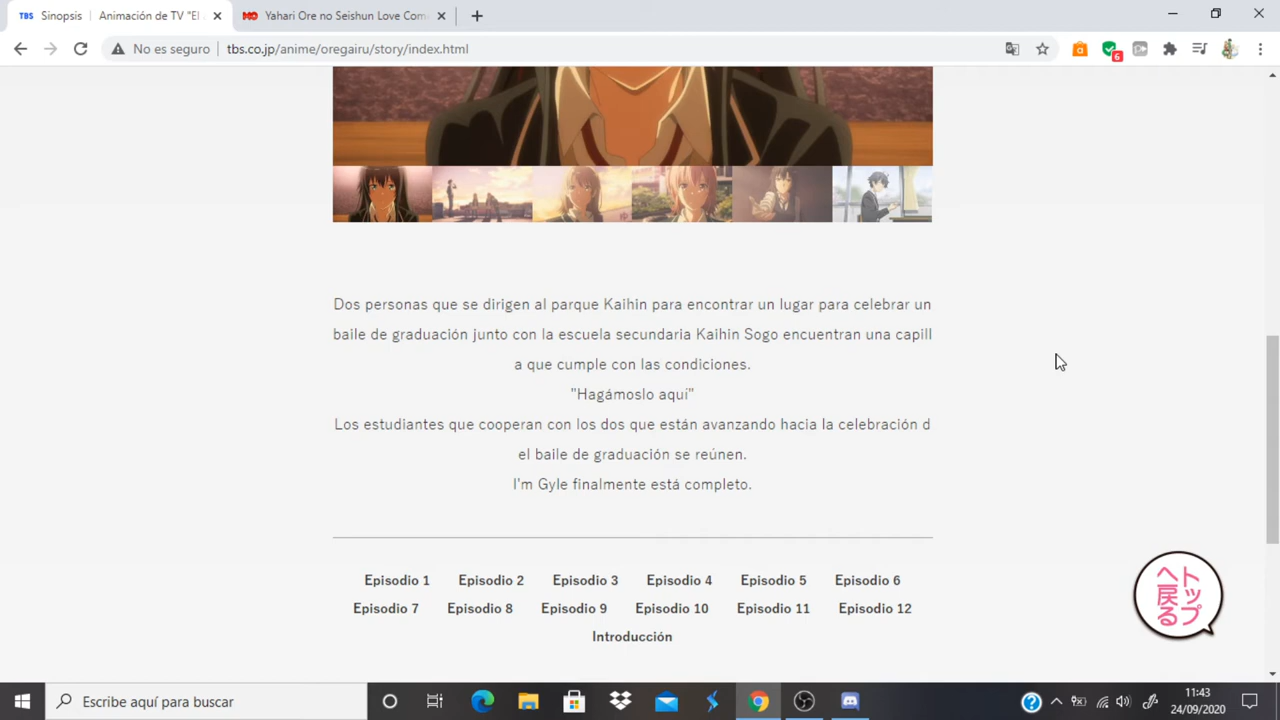 Sinopsis | Animación de TV "El
Yahari Ore no Seishun Love Com
No es seguro | tbs.co.jp/anime/oregairu/story/index.html
6
Dos personas que se dirigen al parque Kaihin para encontrar un lugar para celebrar un
baile de graduación junto con la escuela secundaria Kaihin Sogo encuentran una capill
a que cumple con las condiciones.
"Hagámoslo aquí"
Los estudiantes que cooperan con los dos que están avanzando hacia la celebración d
el baile de graduación se reúnen.
I'm Gyle finalmente está completo.
Episodio 1 Episodio 2 Episodio 3 Episodio 4 Episodio 5 Episodio 6
Episodio 7 Episodio 8 Episodio 9 Episodio 10 Episodio 11 Episodio 12
Introducción
トップ
へ戻る
Escribe aquí para buscar
11:43
24/09/2020